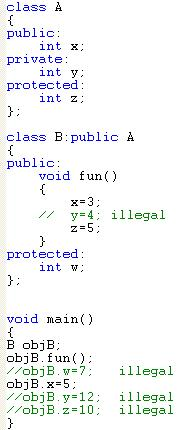 class A
{
public:
    int x;
private:
    int y;
protected:
    int z;
};
class B:public A
{
public:
    void fun()
    {
        x=3;
    //  y=4; illegal
        z=5;
    }
protected:
    int w;
};
void main()
{
B objB;
objB.fun();
//objB.w=7;   illegal
objB.x=5;
//objB.y=12;  illegal
//objB.z=10;  illegal
}